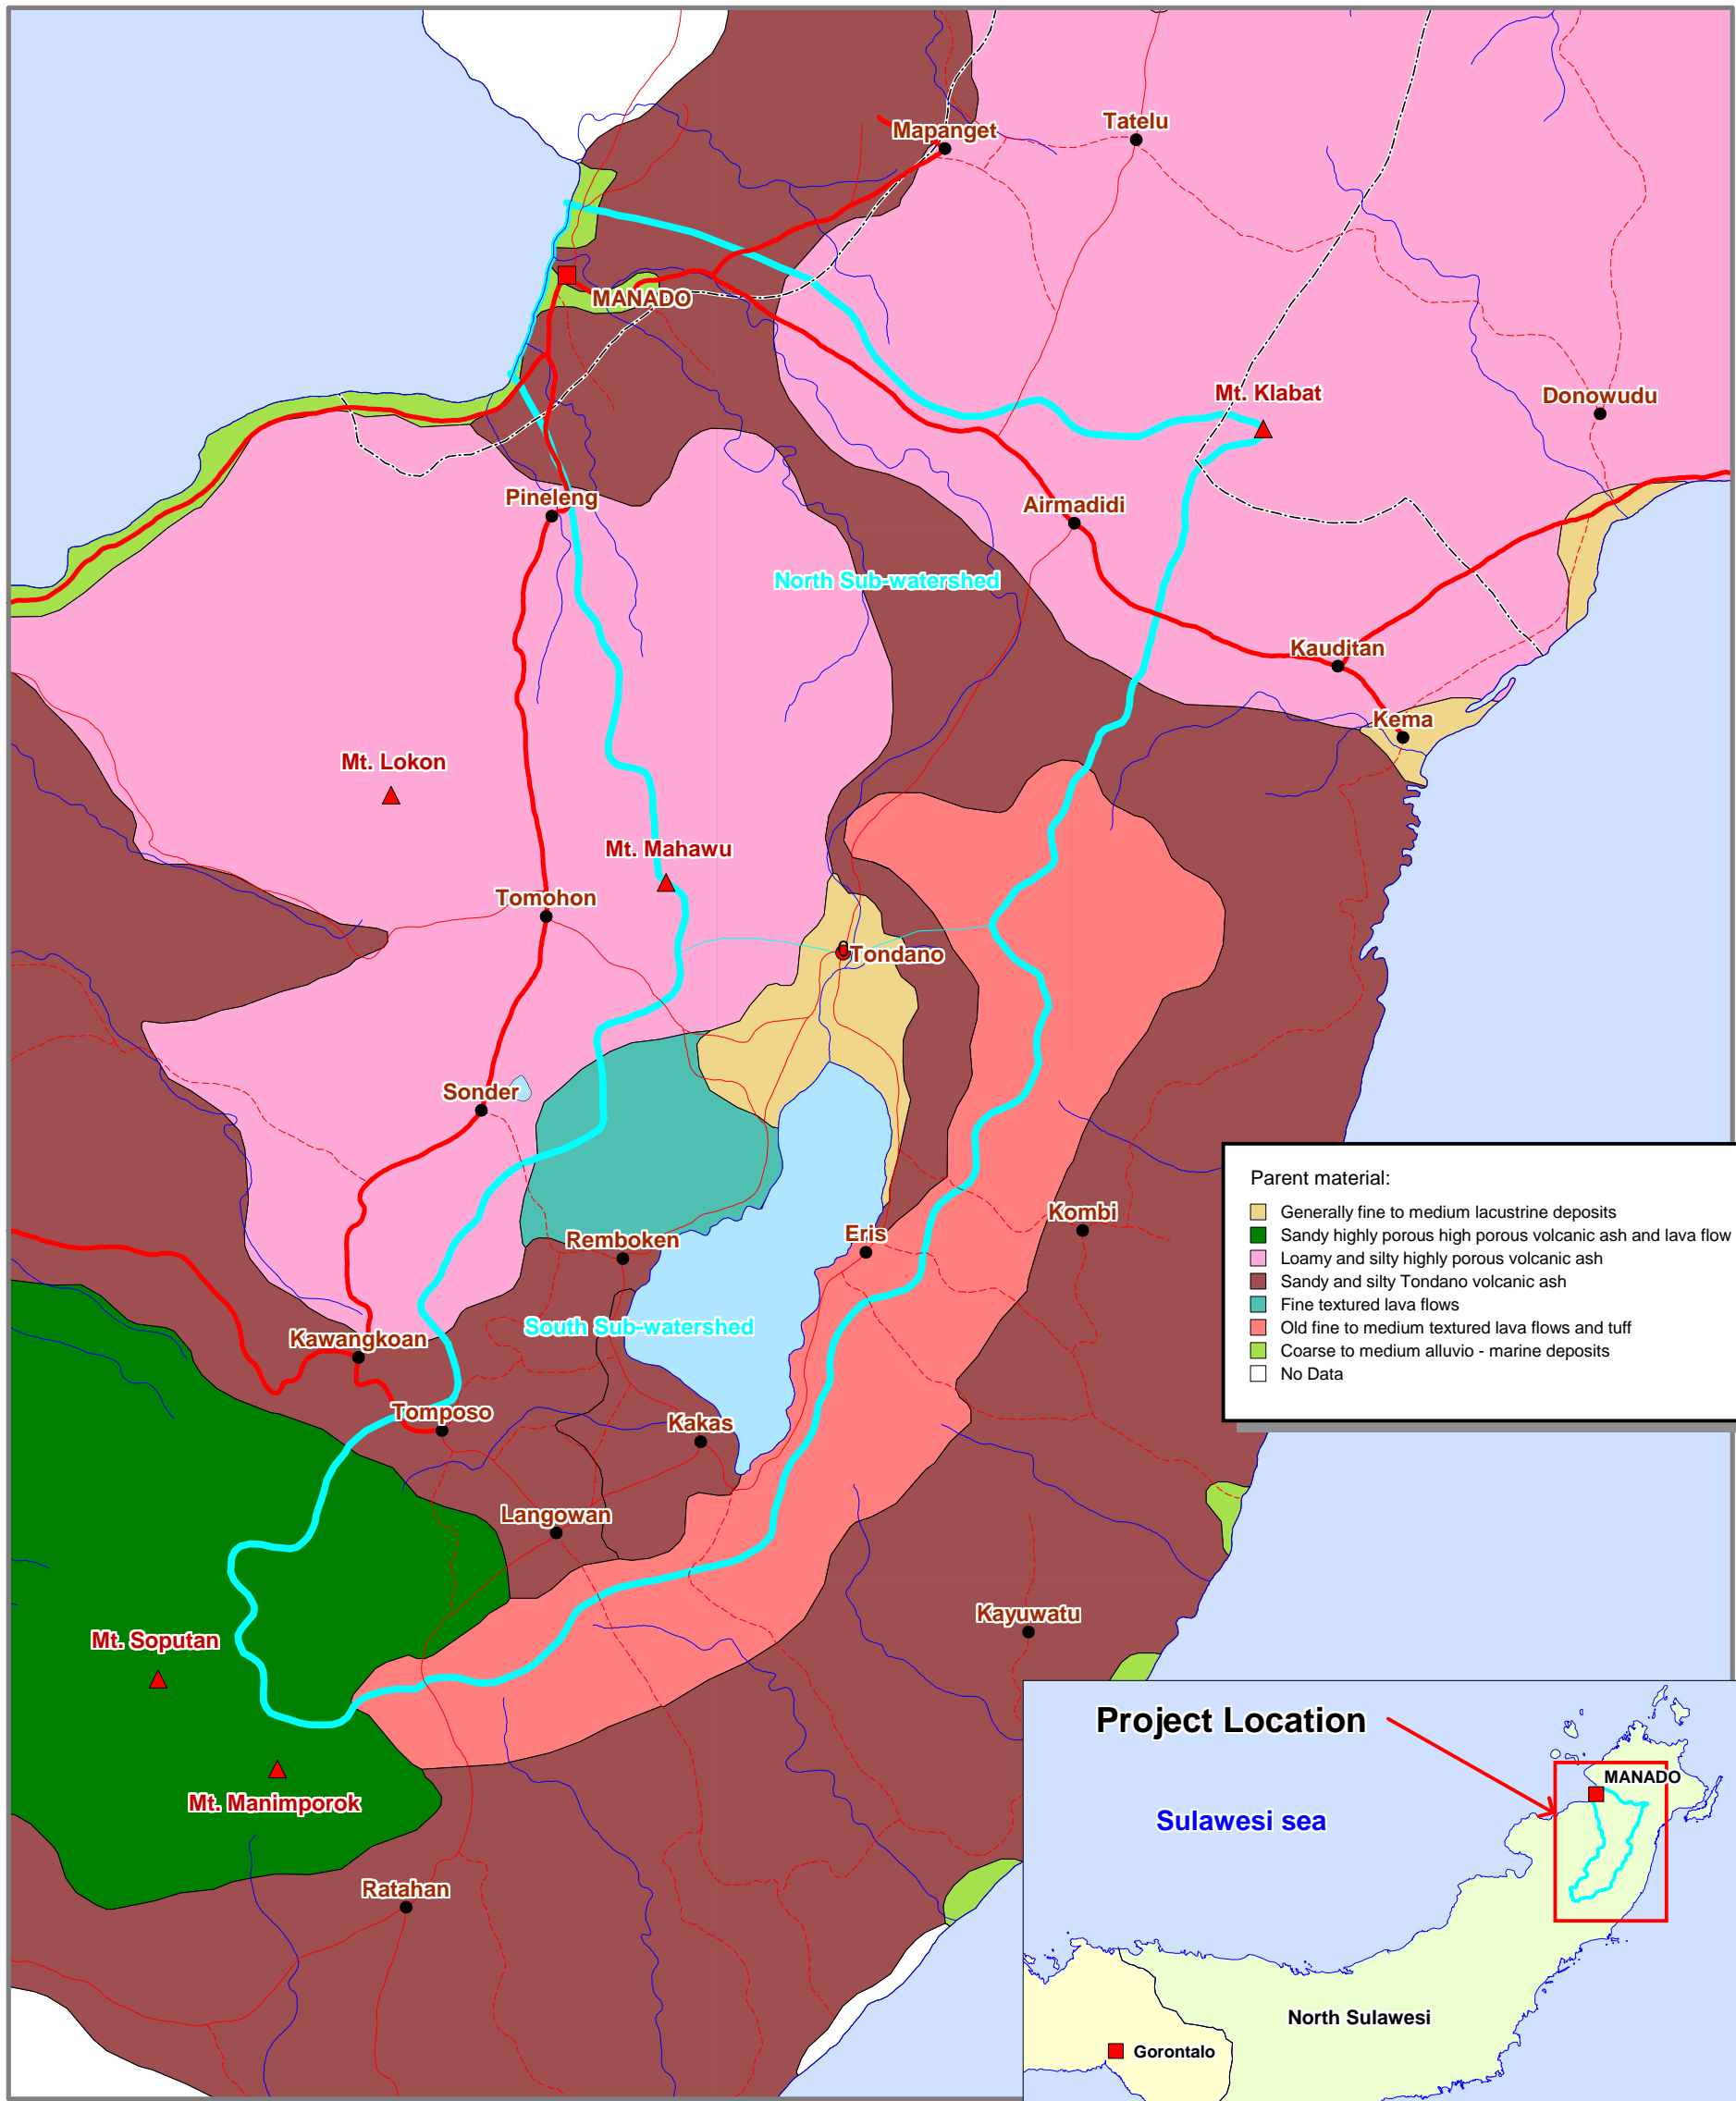 Mapanget
Tatelu
MANADO
Mt. Klabat
Donowudu
Pineleng
Airmadidi
North Sub-watershed
Kauditan
Kema
Mt. Lokon
Mt. Mahawu
Tomohon
Tondano
Sonder
Parent material:
Generally fine to medium lacustrine deposits
Sandy highly porous high porous volcanic ash and lava flow
Loamy and silty highly porous volcanic ash
Sandy and silty Tondano volcanic ash
Fine textured lava flows
Old fine to medium textured lava flows and tuff
Coarse to medium alluvio - marine deposits
No Data
Kombi
Eris
Remboken
South Sub-watershed
Kawangkoan
Tomposo
Kakas
Langowan
Kayuwatu
Mt. Soputan
Mt. Manimporok
Ratahan
Project Location
MANADO
Sulawesi sea
North Sulawesi
Gorontalo